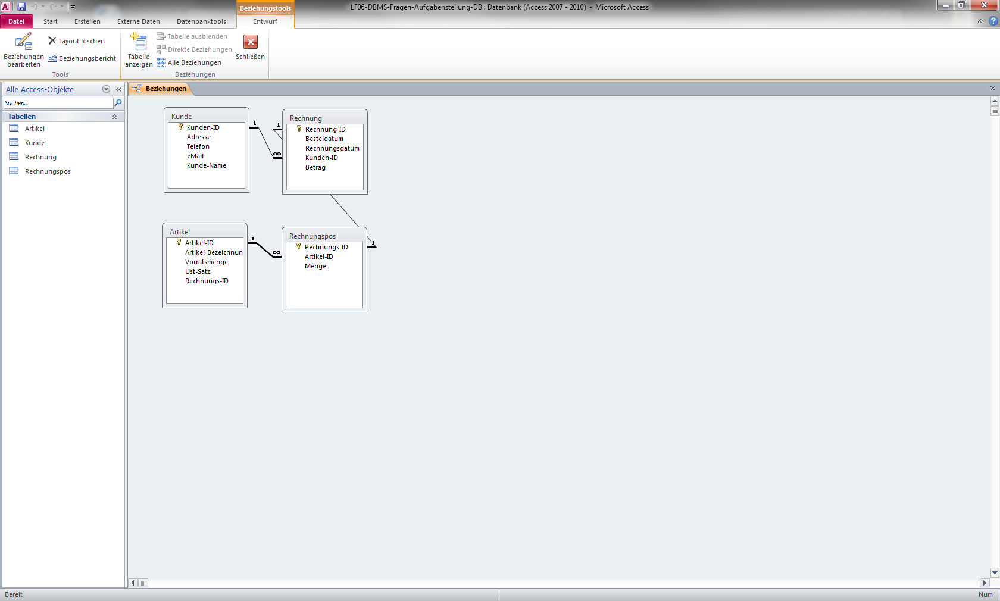 Beziehungstools
LF06-DBMS-Fragen-Aufgabenstellung-DB : Datenbank (Access 2007 - 2010) - Microsoft Access
Datei Start Erstellen Externe Daten Datenbanktools Entwurf
Beziehungen bearbeiten
Layout löschen
Beziehungsbericht
Tools
Tabelle anzeigen
Tabelle ausblenden
Direkte Beziehungen
Alle Beziehungen
Schließen
Beziehungen
Alle Access-Objekte
Suchen...
Tabellen
Artikel
Kunde
Rechnung
Rechnungspos
Beziehungen
Kunde
Kunden-ID
Adresse
Telefon
eMail
Kunde-Name
1
∞
1
Rechnung
Rechnung-ID
Besteldatum
Rechnungsdatum
Kunden-ID
Betrag
Artikel
Artikel-ID
Artikel-Bezeichnun
Vorratsmenge
Ust-Satz
Rechnungs-ID
1
∞
Rechnungspos
Rechnungs-ID
Artikel-ID
Menge
1
Bereit
Num